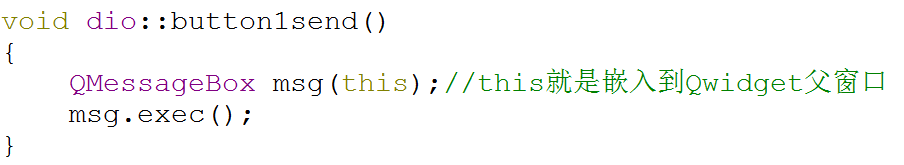 void dio::button1send()
{
    QMessageBox msg(this);//this就是嵌入到Qwidget父窗口
    msg.exec();
}